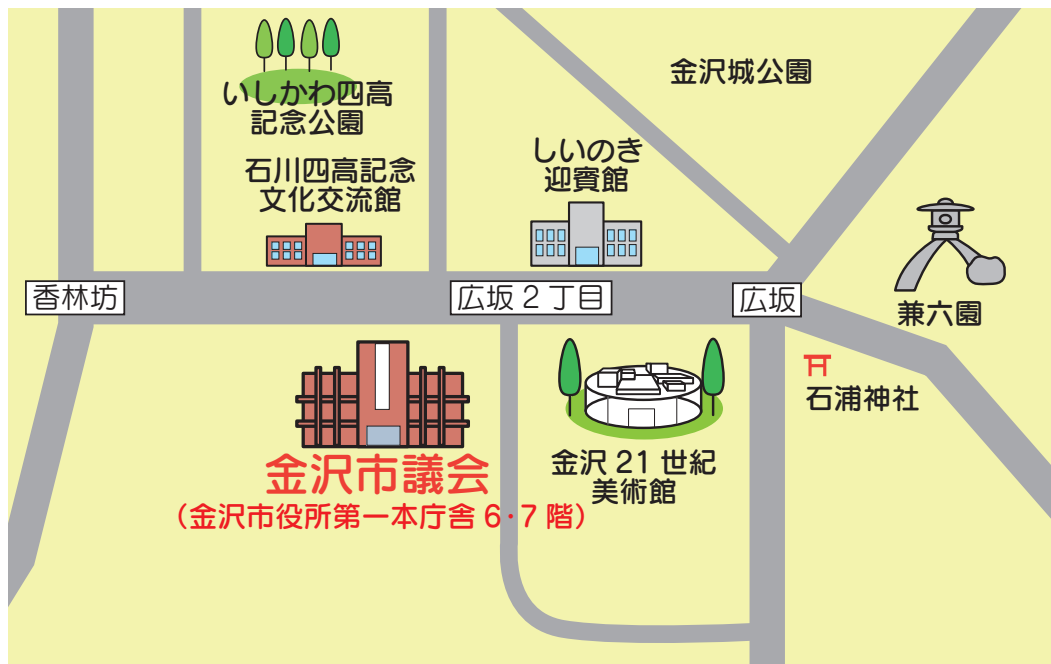 金沢城公園
いしかわ四高
記念公園
しいのき
迎賓館
石川四高記念
文化交流館
香林坊
広坂2丁目
広坂
兼六園
石浦神社
金沢市議会
(金沢市役所第一本庁舎6・7階)
金沢21世紀
美術館